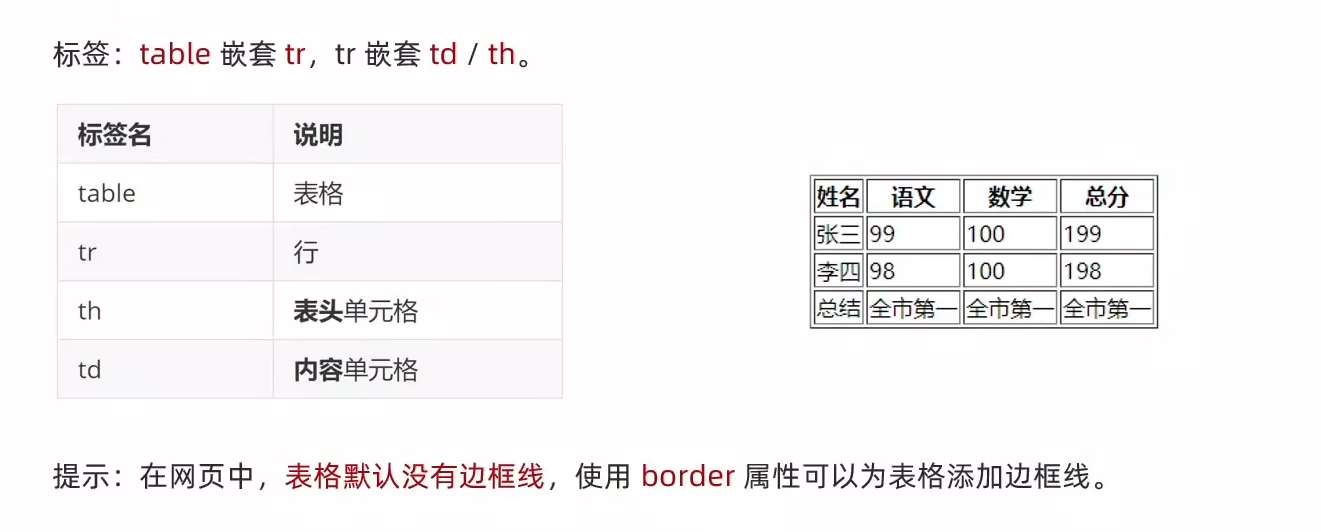 标签：table 嵌套 tr，tr 嵌套 td / th。
标签名 说明
table 表格
tr 行
th 表头单元格
td 内容单元格
姓名 语文 数学 总分
张三 99 100 199
李四 98 100 198
总结 全市第一 全市第一 全市第一
提示：在网页中，表格默认没有边框线，使用 border 属性可以为表格添加边框线。